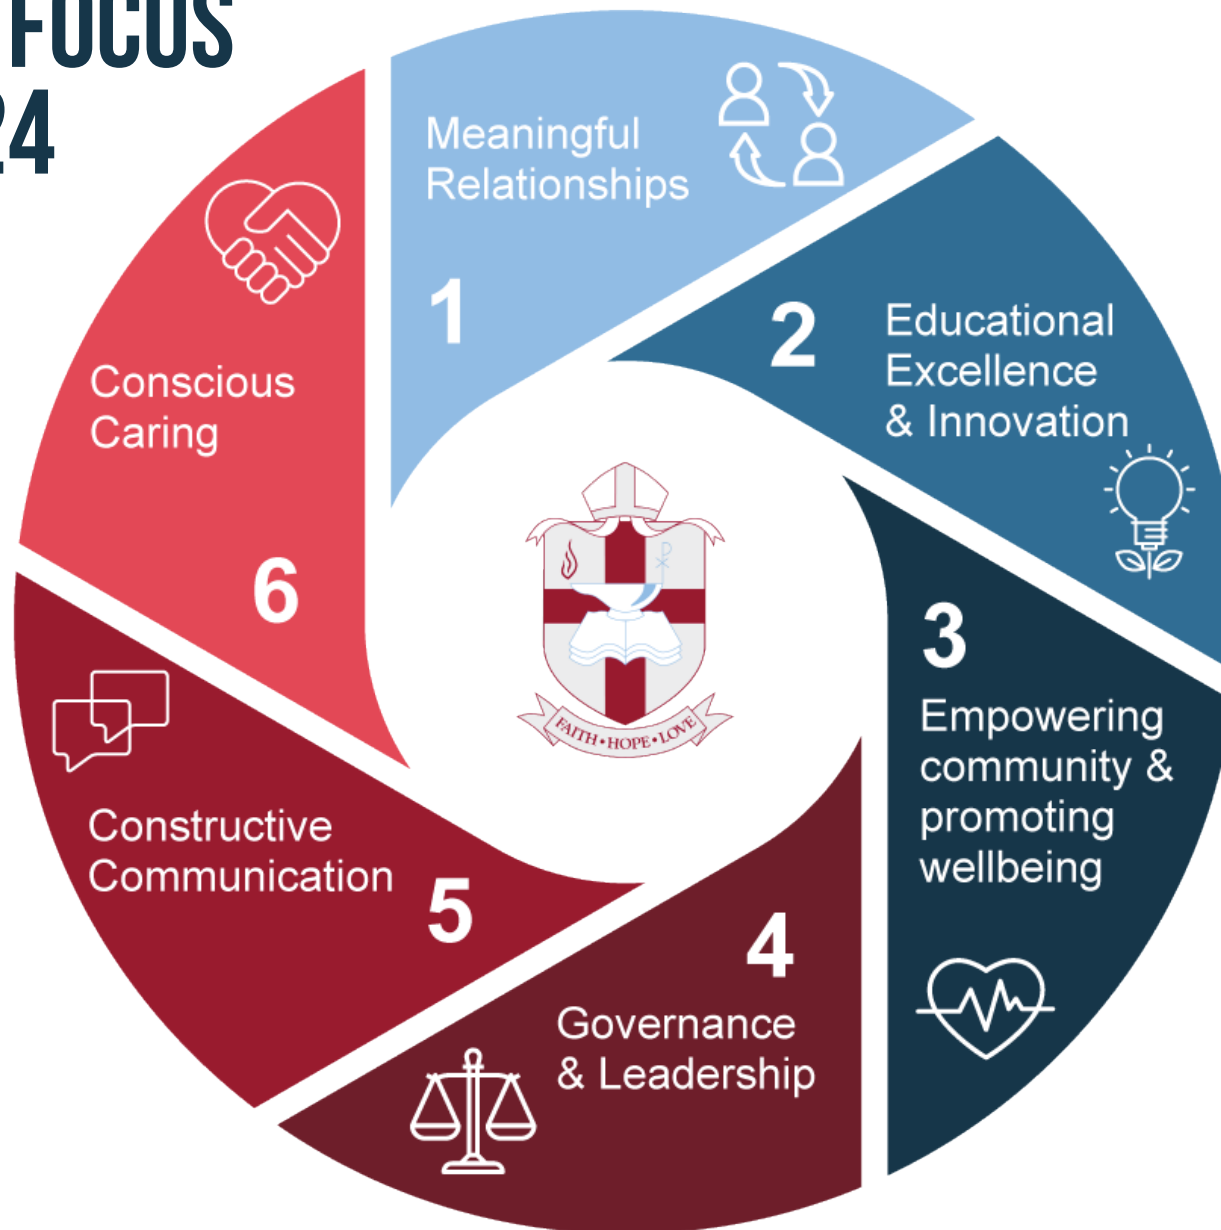 FOCUS
24
Meaningful
Relationships
1
2
Educational
Excellence
& Innovation
3
Empowering
community &
promoting
wellbeing
4
Governance
& Leadership
5
Constructive
Communication
6
Conscious
Caring
FAITH • HOPE • LOVE